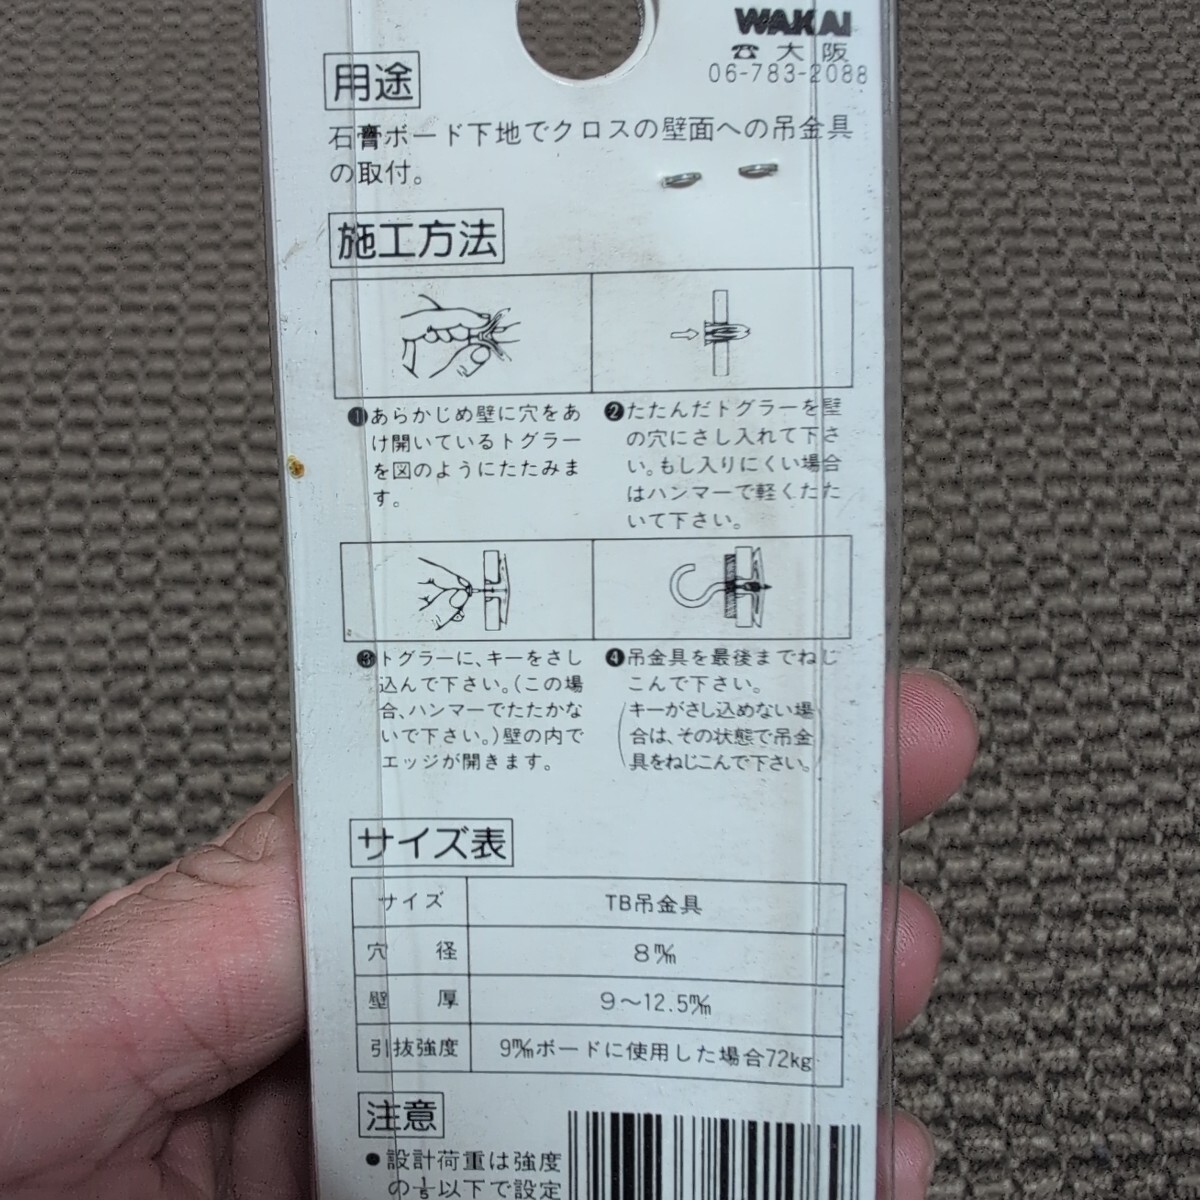 WAKAI
☎大阪
06-783-2088
用途
石膏ボード下地でクロスの壁面への吊金具
の取付。
施工方法
❶あらかじめ壁に穴をあ
け開いているトグラー
を図のようにたたみま
す。
❷たたんだトグラーを壁
の穴にさし入れて下さ
い。もし入りにくい場合
はハンマーで軽くたた
いて下さい。
❸トグラーに、キーをさし
込んで下さい。(この場
合、ハンマーでたたかな
いで下さい。)壁の内で
エッジが開きます。
❹吊金具を最後までねじ
こんで下さい。
(キーがさし込めない場
合は、その状態で吊金
具をねじこんで下さい。)
サイズ表
サイズ TB吊金具
穴径 8㎜
壁厚 9〜12.5㎜
引抜強度 9㎜ボードに使用した場合72kg
注意
●設計荷重は強度
の1/5以下で設定